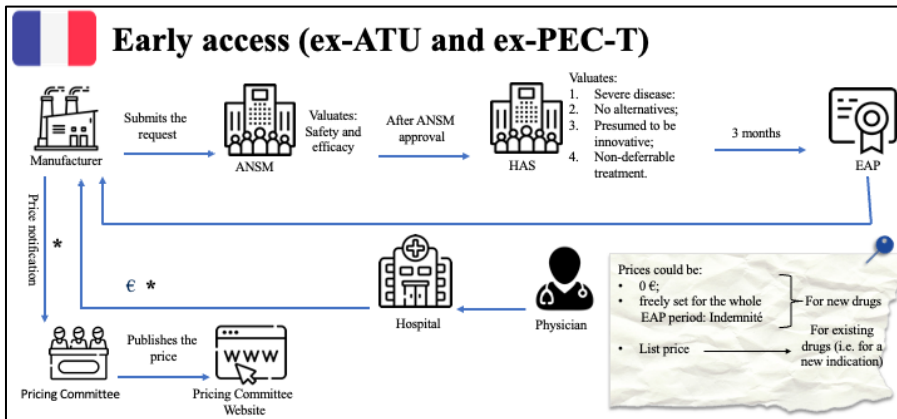 Early access (ex-ATU and ex-PEC-T)
Manufacturer
Submits the
request
ANSM
Valuates:
Safety and
efficacy
After ANSM
approval
HAS
Valuates:
1. Severe disease:
2. No alternatives;
3. Presumed to be
innovative;
4. Non-deferrable
treatment.
3 months
EAP
Price notification
*
€ *
Hospital
Physician
Pricing Committee
Publishes the
price
WWW
Pricing Committee
Website
Prices could be:
• 0 €;
• freely set for the whole
EAP period: Indemnité
For new drugs
• List price
For existing
drugs (i.e. for a
new indication)